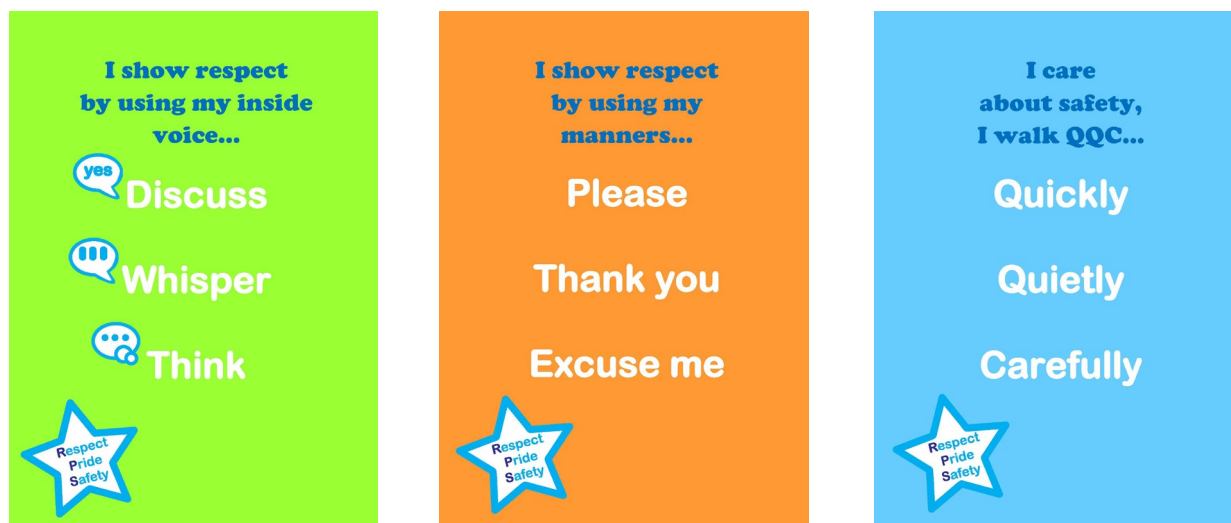 I show respect
by using my inside
voice...
yes
Discuss
Whisper
Think
Respect
Pride
Safety
I show respect
by using my
manners...
Please
Thank you
Excuse me
Respect
Pride
Safety
I care
about safety,
I walk QQC...
Quickly
Quietly
Carefully
Respect
Pride
Safety